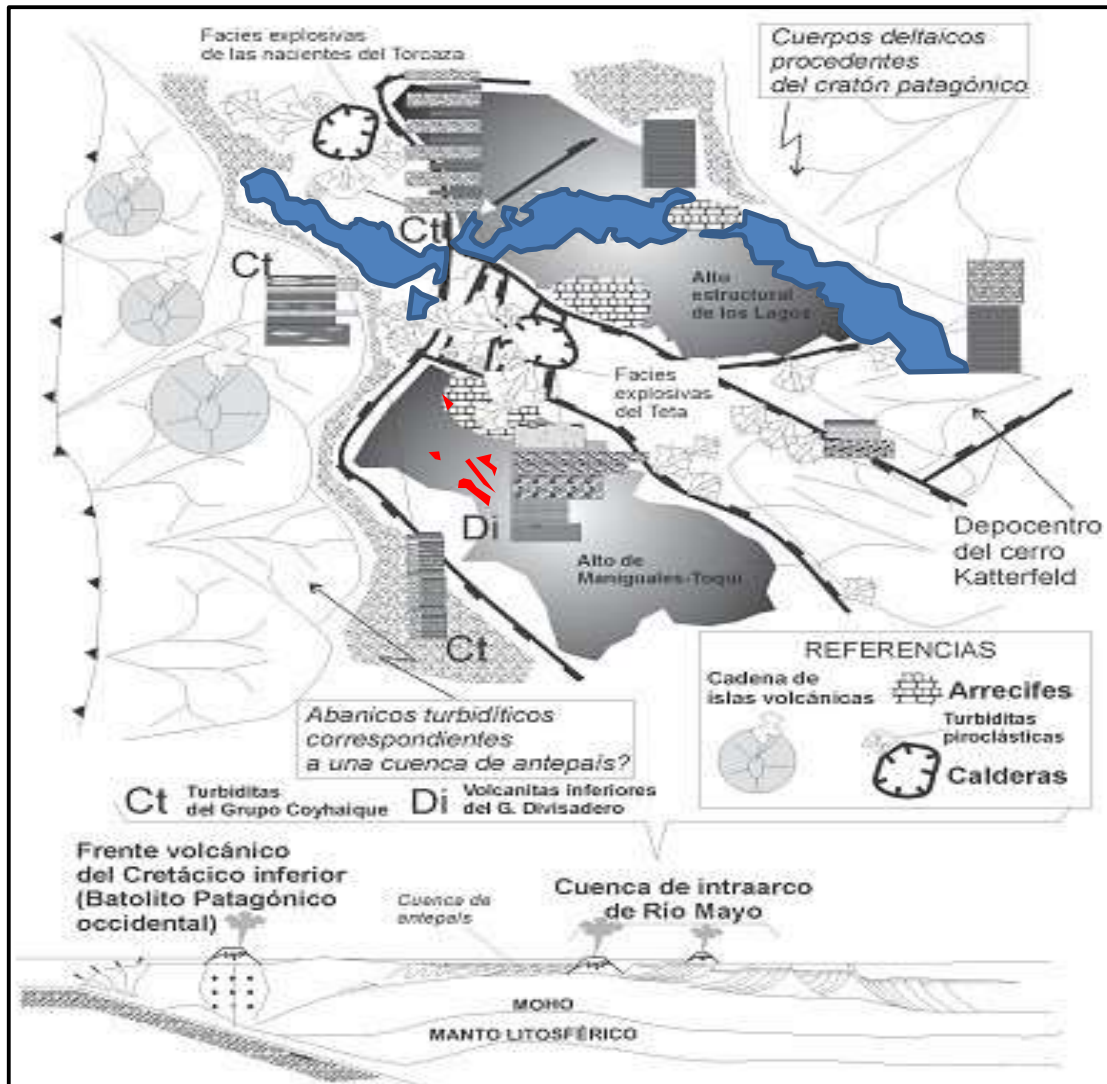 Facies explosivas
de las nacientes del Torcaza
Cuerpos deltaicos
procedentes
del cratón patagónico
Ct
Ct
Alto
estructural
de los Lagos
Facies
explosivas
del Teta
Di
Alto de
Maniguales-Toqui
Depocentro
del cerro
Katterfeld
Ct
Abanicos turbidíticos
correspondientes
a una cuenca de antepaís?
REFERENCIAS
Cadena de
islas volcánicas
Arrecifes
Turbiditas
piroclásticas
Calderas
Ct Turbiditas
del Grupo Coyhaique
Di Volcanitas inferiores
del G. Divisadero
Frente volcánico
del Cretácico inferior
(Batolito Patagónico
occidental)
Cuenca de
antepaís
Cuenca de intraarco
de Río Mayo
MOHO
MANTO LITOSFÉRICO